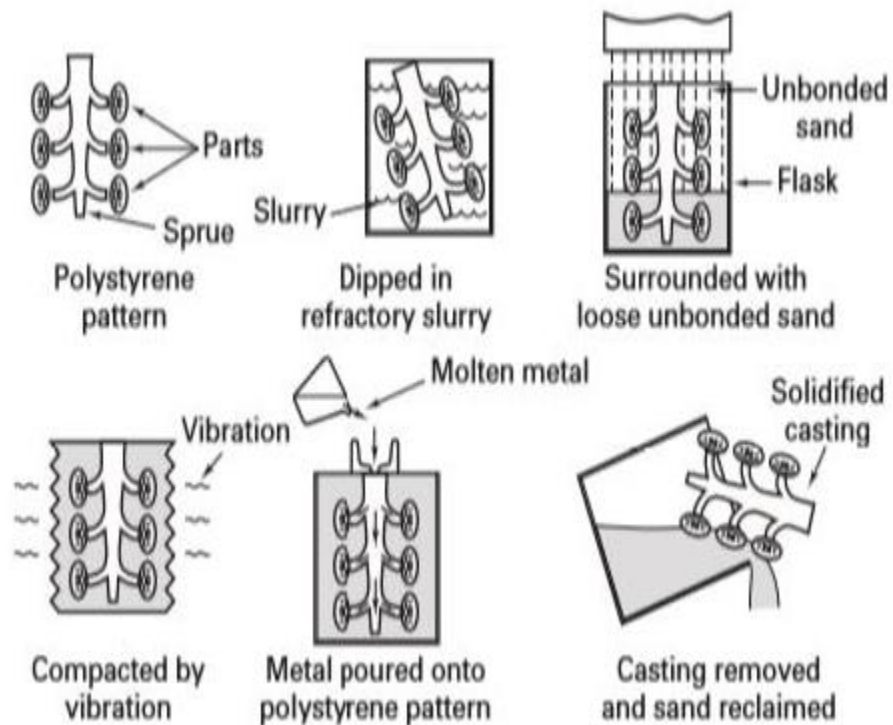 Parts
Sprue
Polystyrene
pattern
Slurry
Dipped in
refractory slurry
Unbonded
sand
Flask
Surrounded with
loose unbonded sand
Vibration
Compacted by
vibration
Molten metal
Metal poured onto
polystyrene pattern
Solidified
casting
Casting removed
and sand reclaimed